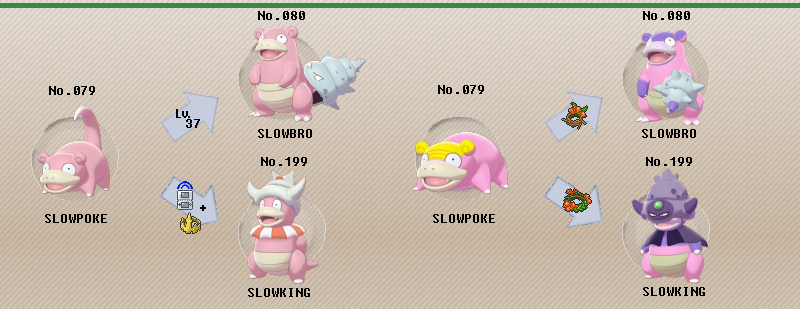 No.079
SLOWPOKE
Lv.
37
+
No.080
SLOWBRO
No.199
SLOWKING
No.079
SLOWPOKE
No.080
SLOWBRO
No.199
SLOWKING